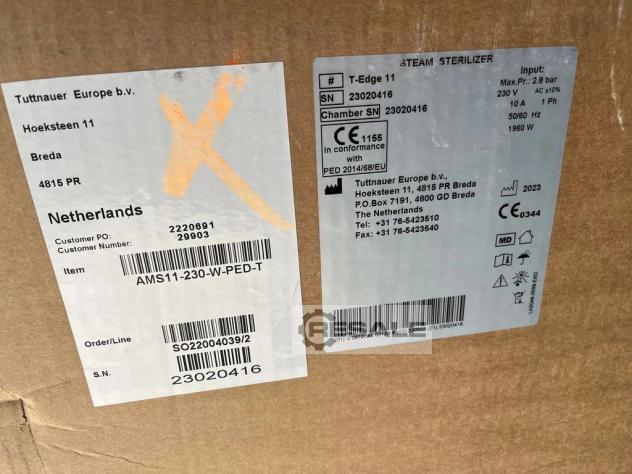 Tuttnauer Europe b.v.
Hoeksteen 11
Breda
4815 PR
Netherlands
Customer PO: 2220691
Customer Number: 29903
Item
AMS11-230-W-PED-T
Order/Line
SO22004039/2
S.N.
23020416
STEAM STERILIZER
# T-Edge 11
SN 23020416
Chamber SN 23020416
CE 1155
In conformance
with
PED 2014/68/EU
Input:
Max.Pr.: 2.8 bar
230 V AC ±10%
10 A 1 Ph
50/60 Hz
1960 W
Tuttnauer Europe b.v.,
Hoeksteen 11, 4815 PR Breda
P.O.Box 7191, 4800 GD Breda
The Netherlands
Tel: +31 76-5423510
Fax: +31 76-5423540
2023
CE 0344
MD
(21) 23020416
RESALE